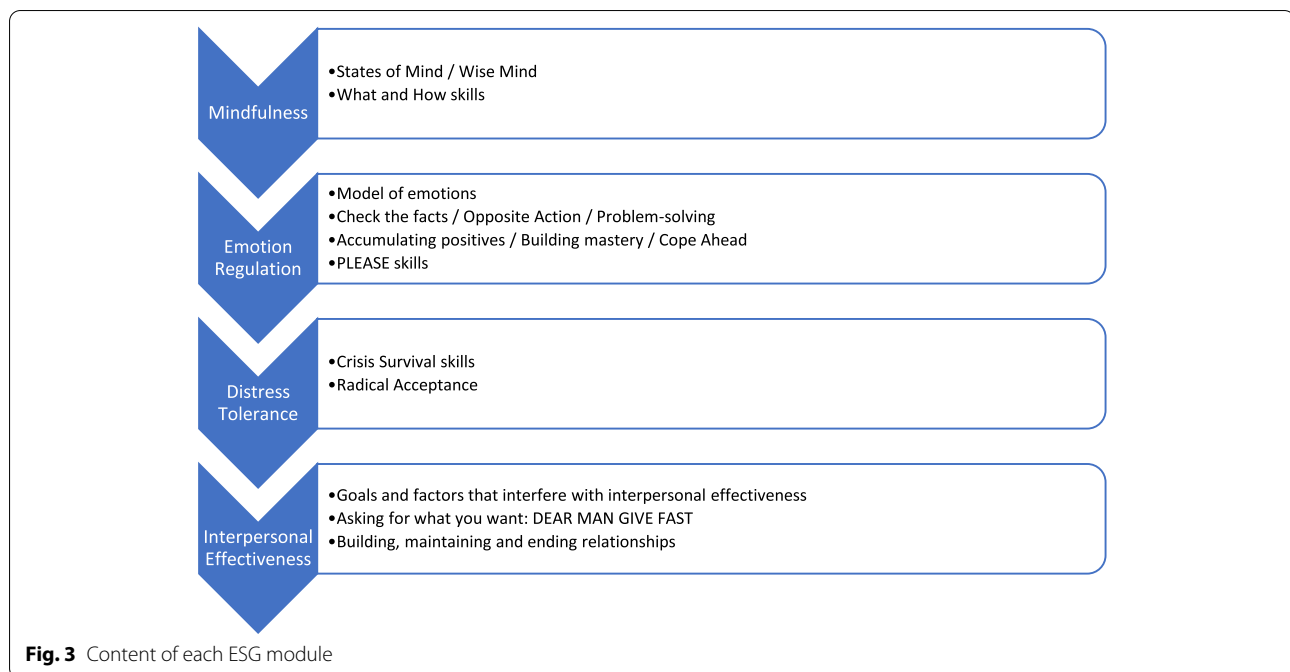 Mindfulness
•States of Mind / Wise Mind
•What and How skills
Emotion
Regulation
•Model of emotions
•Check the facts / Opposite Action / Problem-solving
•Accumulating positives / Building mastery / Cope Ahead
•PLEASE skills
Distress
Tolerance
•Crisis Survival skills
•Radical Acceptance
Interpersonal
Effectiveness
•Goals and factors that interfere with interpersonal effectiveness
•Asking for what you want: DEAR MAN GIVE FAST
•Building, maintaining and ending relationships
Fig. 3 Content of each ESG module